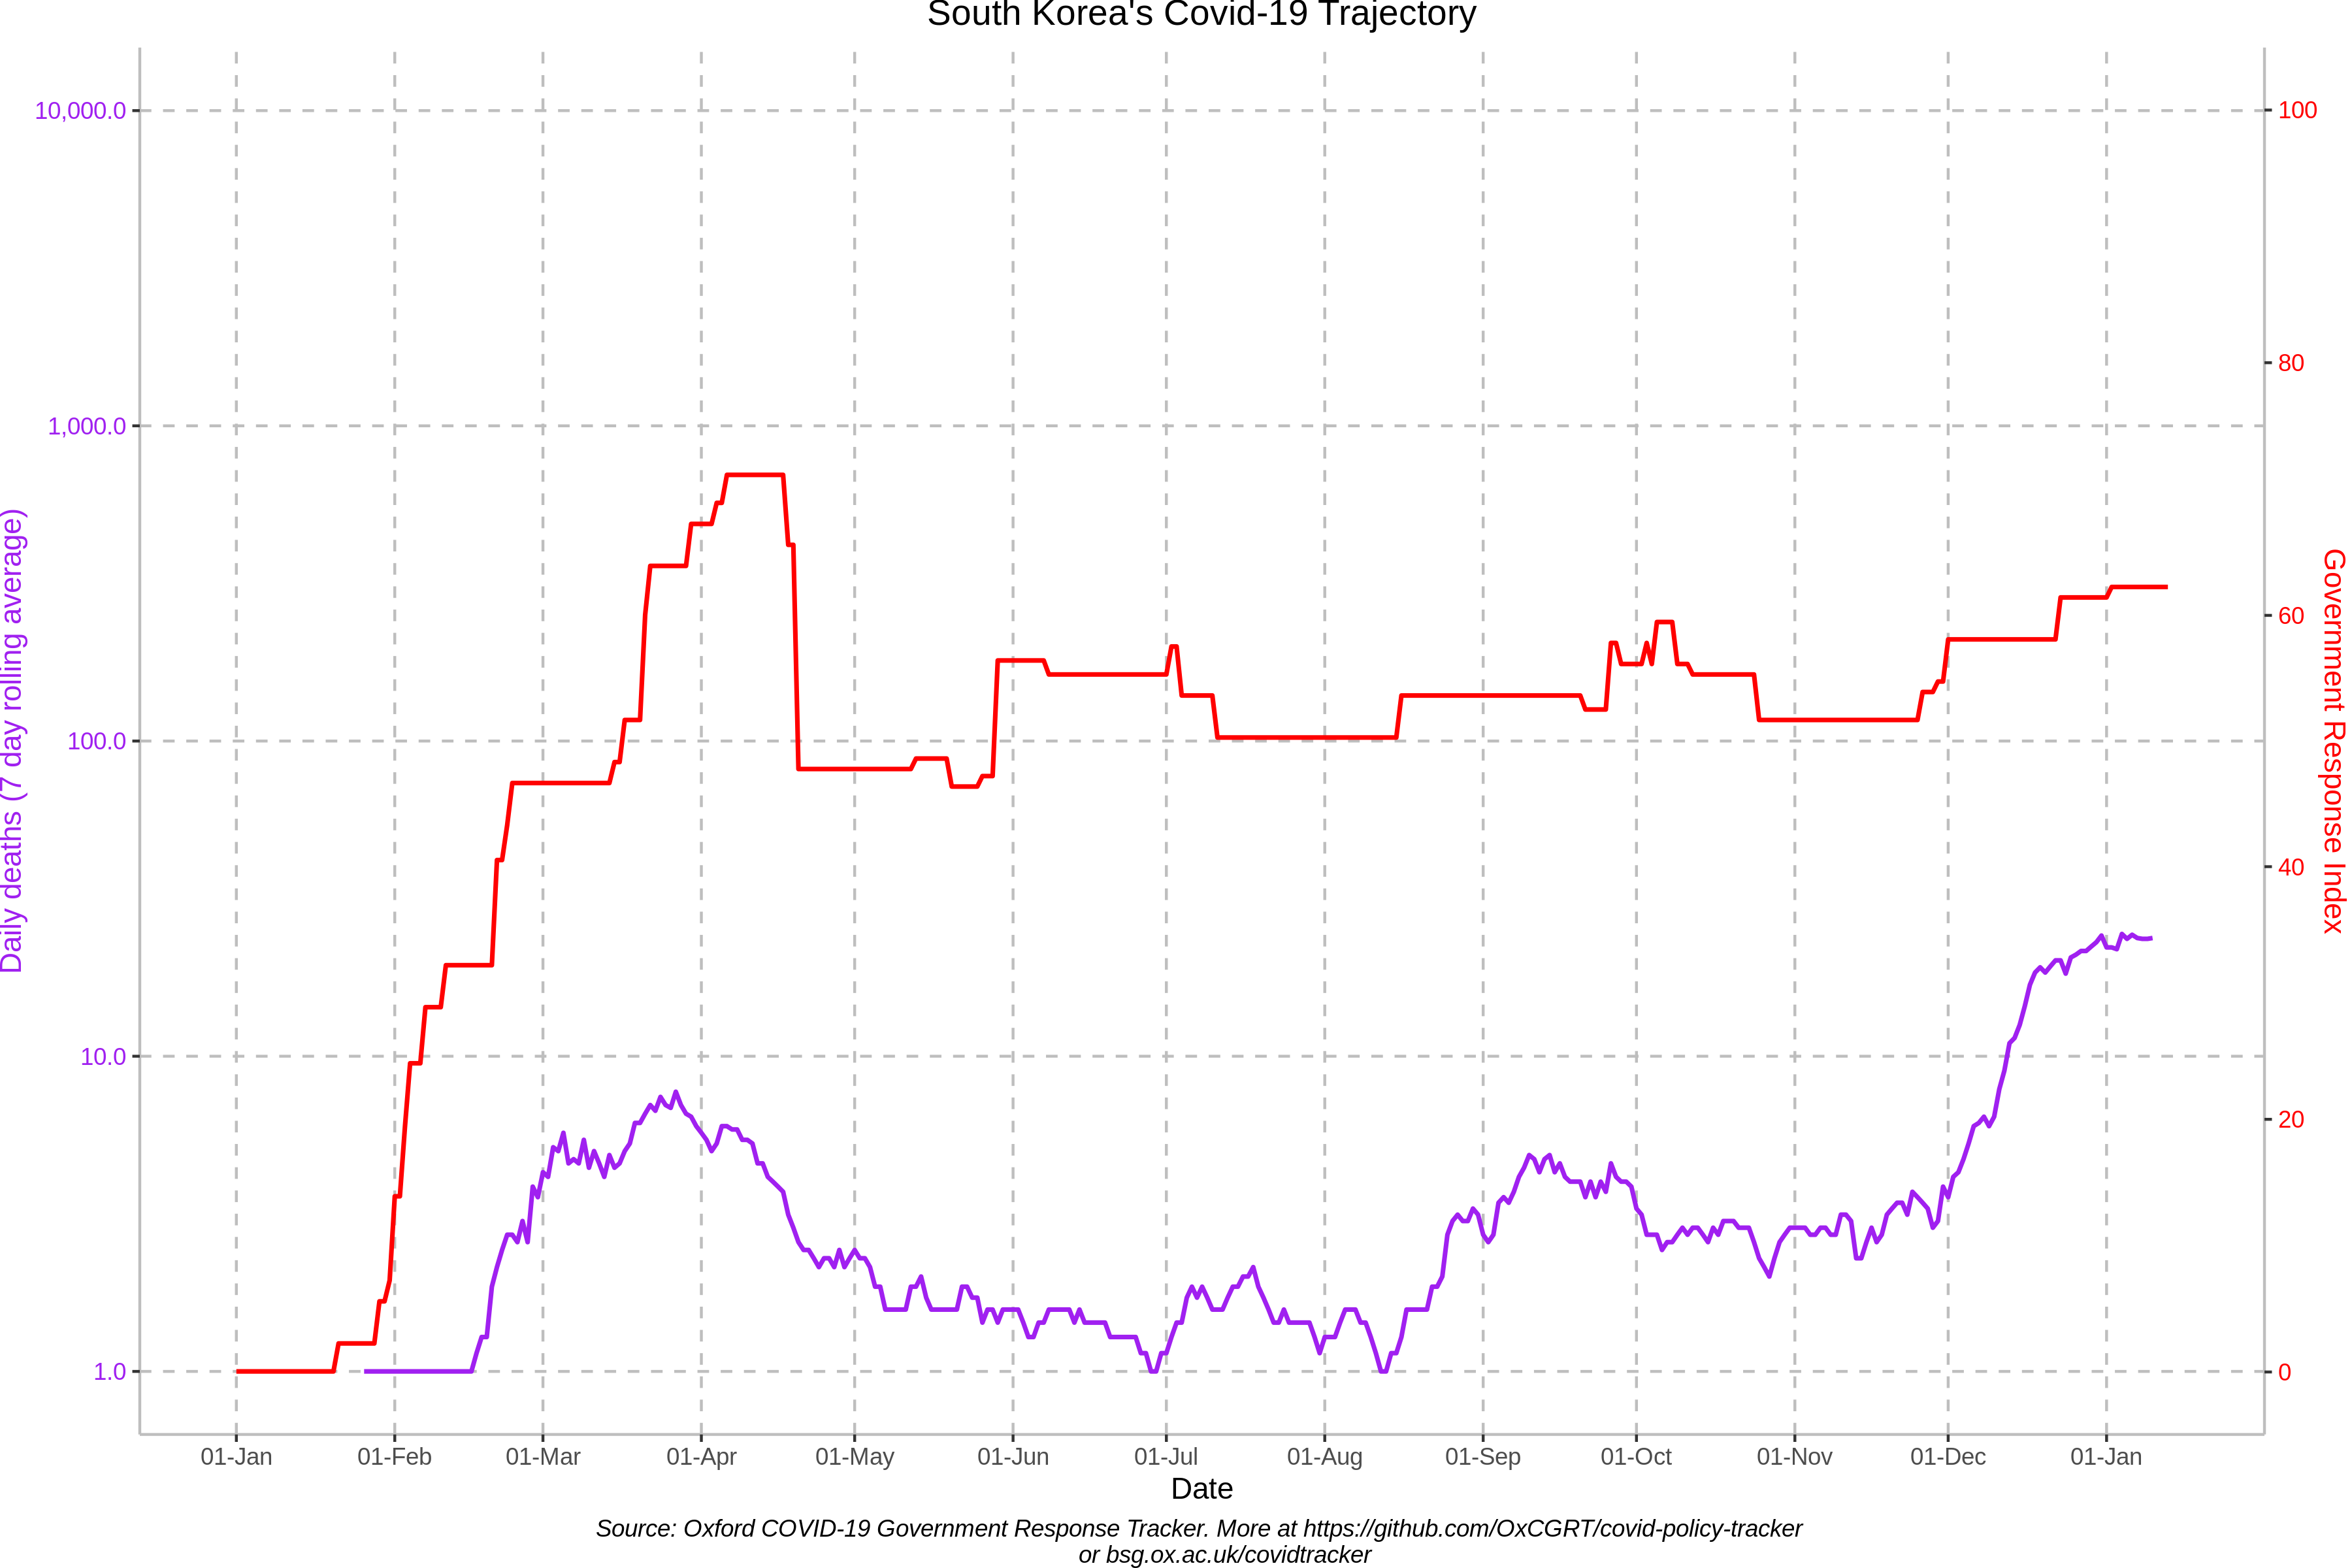 South Korea's Covid-19 Trajectory
10,000.0
1,000.0
100.0
10.0
1.0
Daily deaths (7 day rolling average)
100
80
60
40
20
0
Government Response Index
01-Jan 01-Feb 01-Mar 01-Apr 01-May 01-Jun 01-Jul 01-Aug 01-Sep 01-Oct 01-Nov 01-Dec 01-Jan
Date
Source: Oxford COVID-19 Government Response Tracker. More at https://github.com/OxCGRT/covid-policy-tracker
or bsg.ox.ac.uk/covidtracker